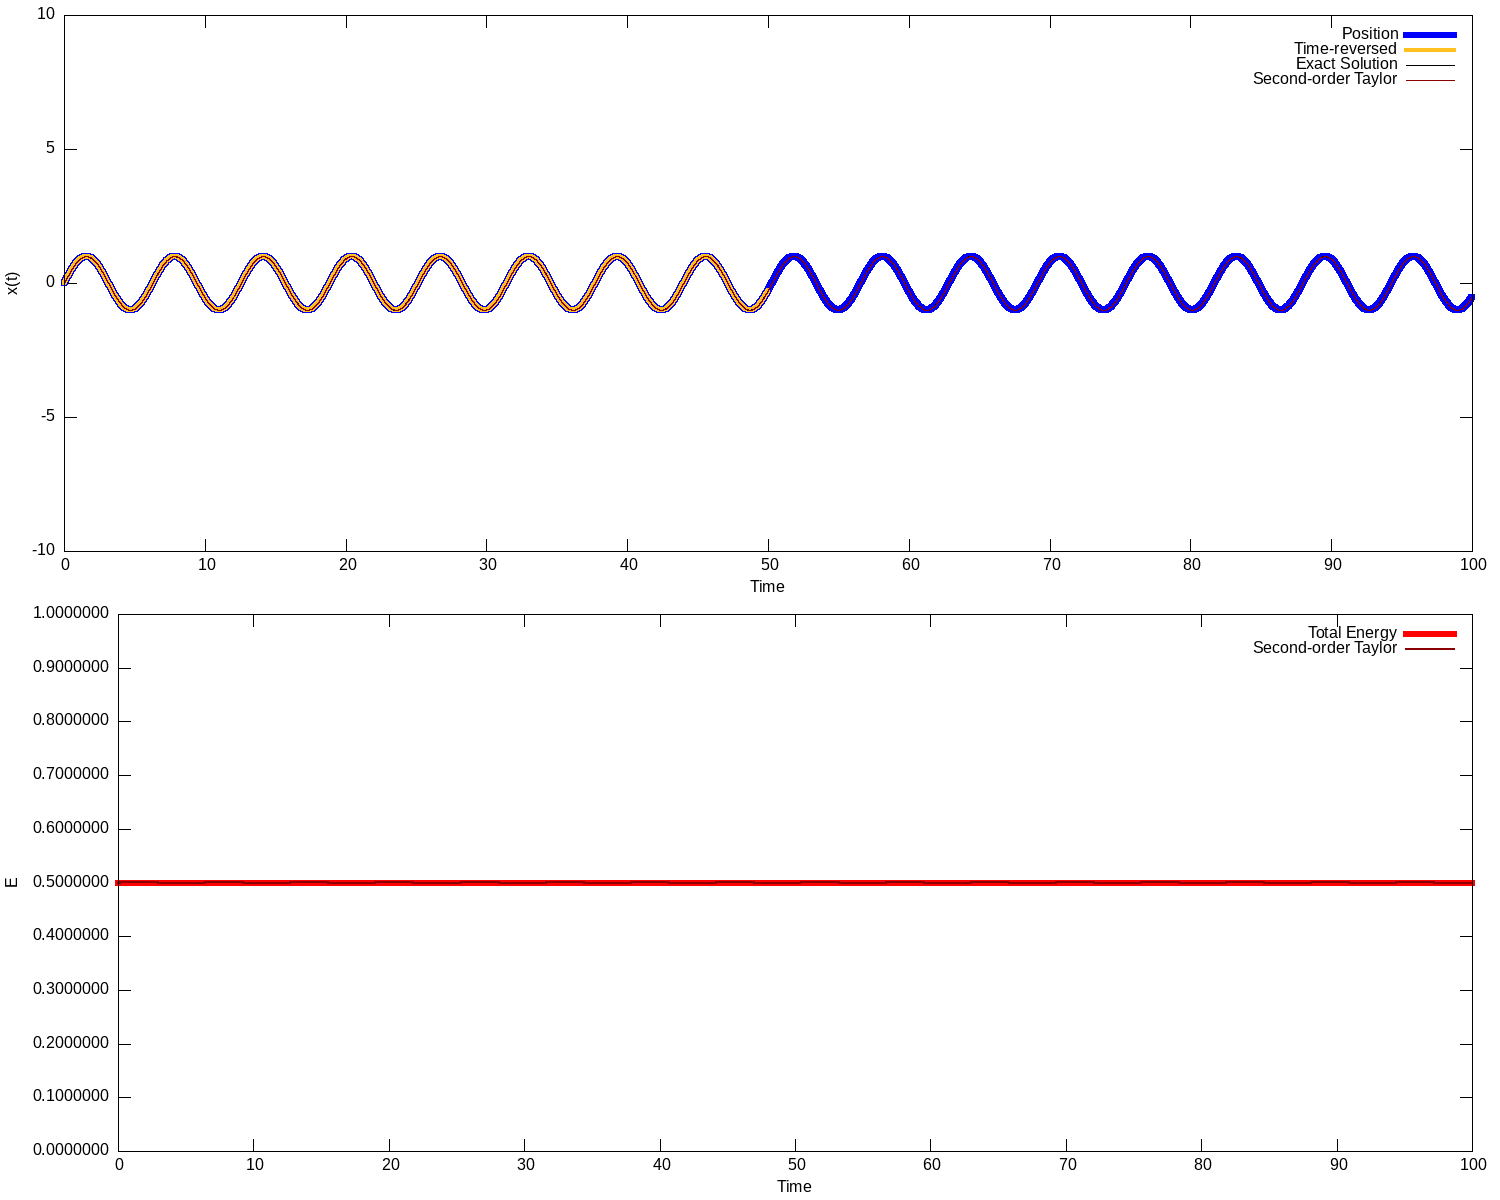 10
Position
Time-reversed
Exact Solution
Second-order Taylor
5
x(t)
0
-5
-10
0 10 20 30 40 50 60 70 80 90 100
Time
1.0000000
Total Energy
Second-order Taylor
0.9000000
0.8000000
0.7000000
0.6000000
E
0.5000000
0.4000000
0.3000000
0.2000000
0.1000000
0.0000000
0 10 20 30 40 50 60 70 80 90 100
Time